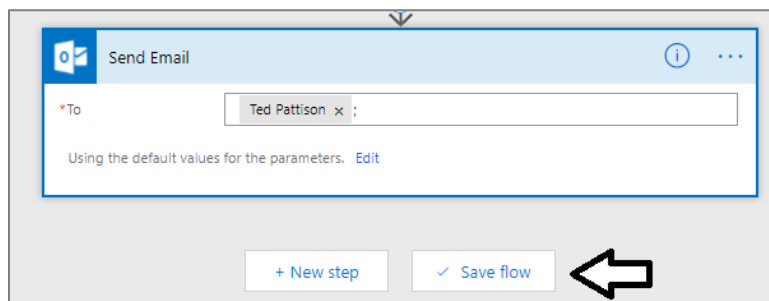 Send Email
*To Ted Pattison × ;
Using the default values for the parameters. Edit
+ New step ✓ Save flow